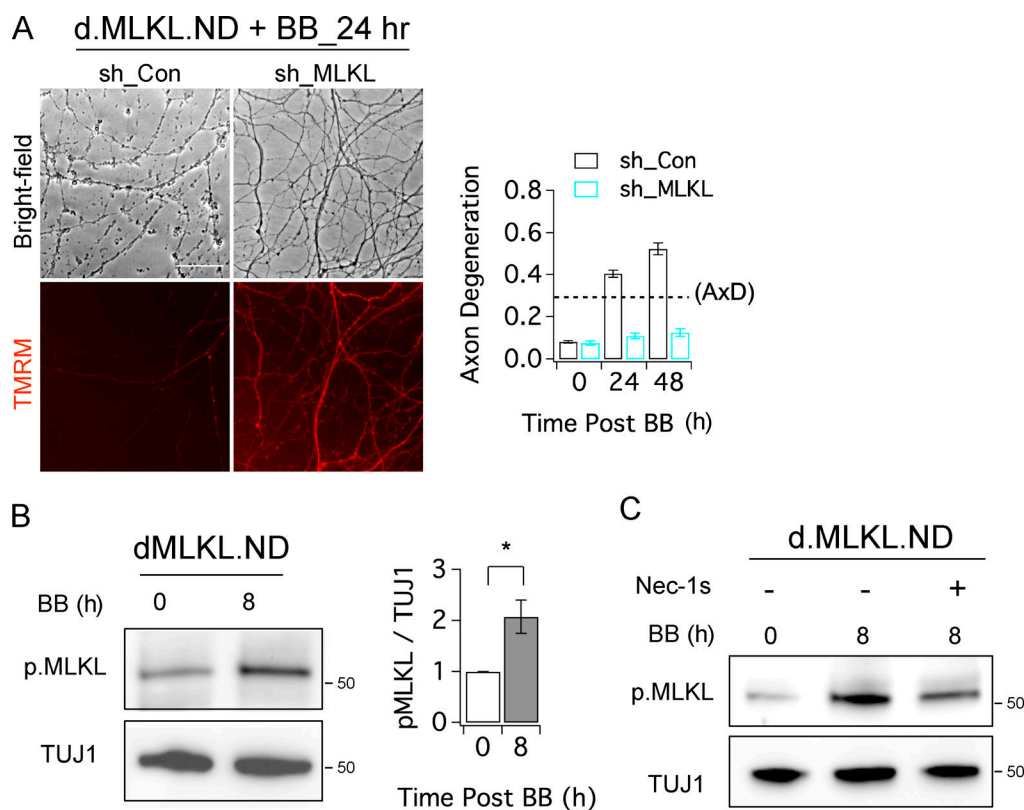 A
d.MLKL.ND + BB_24 hr
sh_Con sh_MLKL
Bright-field
TMRM
sh_Con
sh_MLKL
Axon Degeneration
0.8
0.6
0.4
0.2
0.0
(AxD)
0 24 48
Time Post BB (h)
B
dMLKL.ND
BB (h) 0 8
p.MLKL
- 50
TUJ1
- 50
*
pMLKL / TUJ1
3
2
1
0
0 8
Time Post BB (h)
C
d.MLKL.ND
Nec-1s - - +
BB (h) 0 8 8
p.MLKL
- 50
TUJ1
- 50